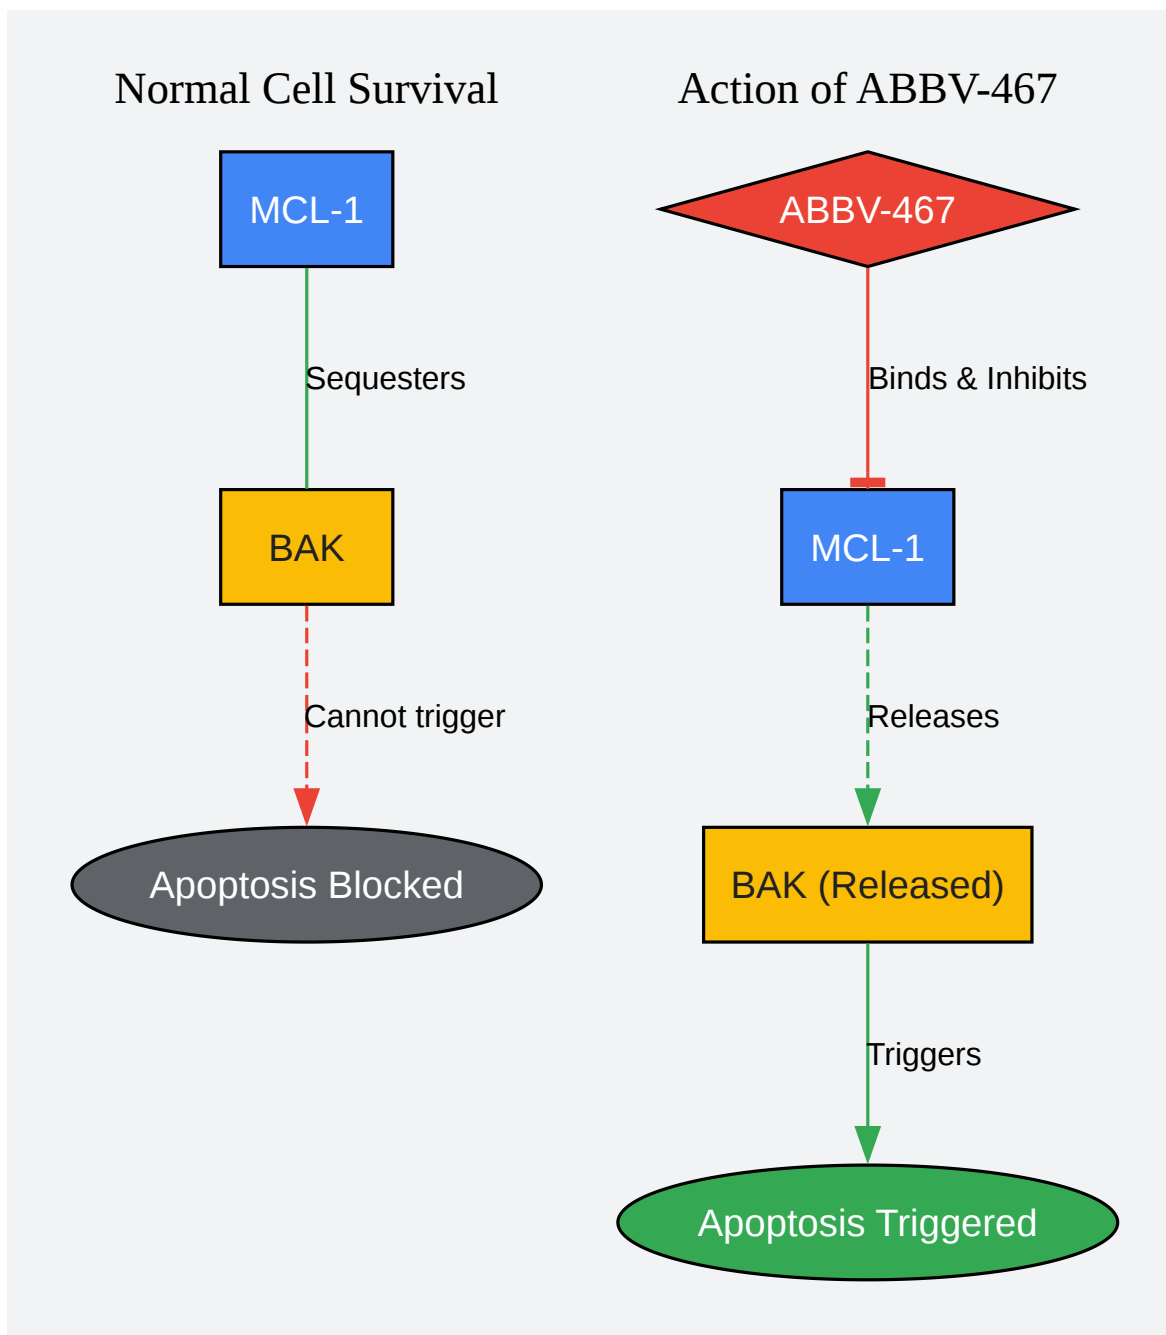 Normal Cell Survival
MCL-1
Sequesters
BAK
Cannot trigger
Apoptosis Blocked
Action of ABBV-467
ABBV-467
Binds & Inhibits
MCL-1
Releases
BAK (Released)
Triggers
Apoptosis Triggered